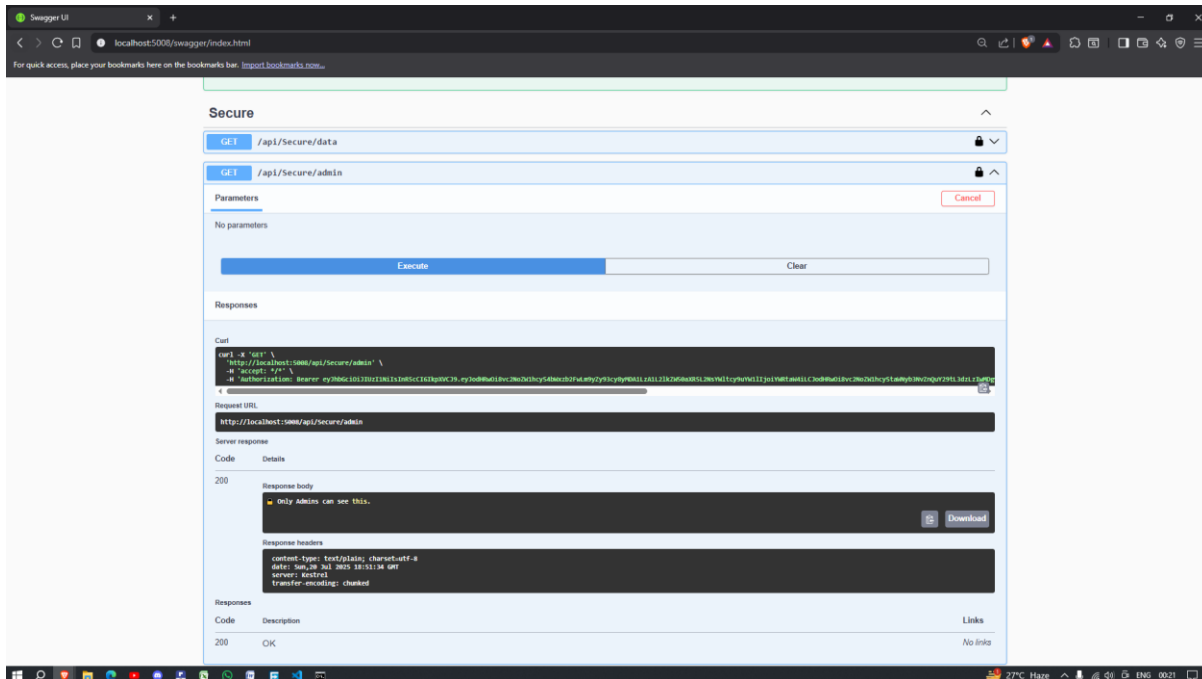 Swagger UI
localhost:5008/swagger/index.html
For quick access, place your bookmarks here on the bookmarks bar. Import bookmarks now...
Secure
GET /api/Secure/data
GET /api/Secure/admin
Parameters
Cancel
No parameters
Execute
Clear
Responses
Curl
curl -X 'GET' \
'http://localhost:5008/api/Secure/admin' \
-H 'accept: */*' \
-H 'Authorization: Bearer
Request URL
http://localhost:5008/api/Secure/admin
Server response
Code Details
200
Response body
🔒 Only Admins can see this.
Download
Response headers
content-type: text/plain; charset=utf-8
date: Sun,20 Jul 2025 18:51:34 GMT
server: Kestrel
transfer-encoding: chunked
Responses
Code Description Links
200 OK No links
27°C Haze ENG 00:21